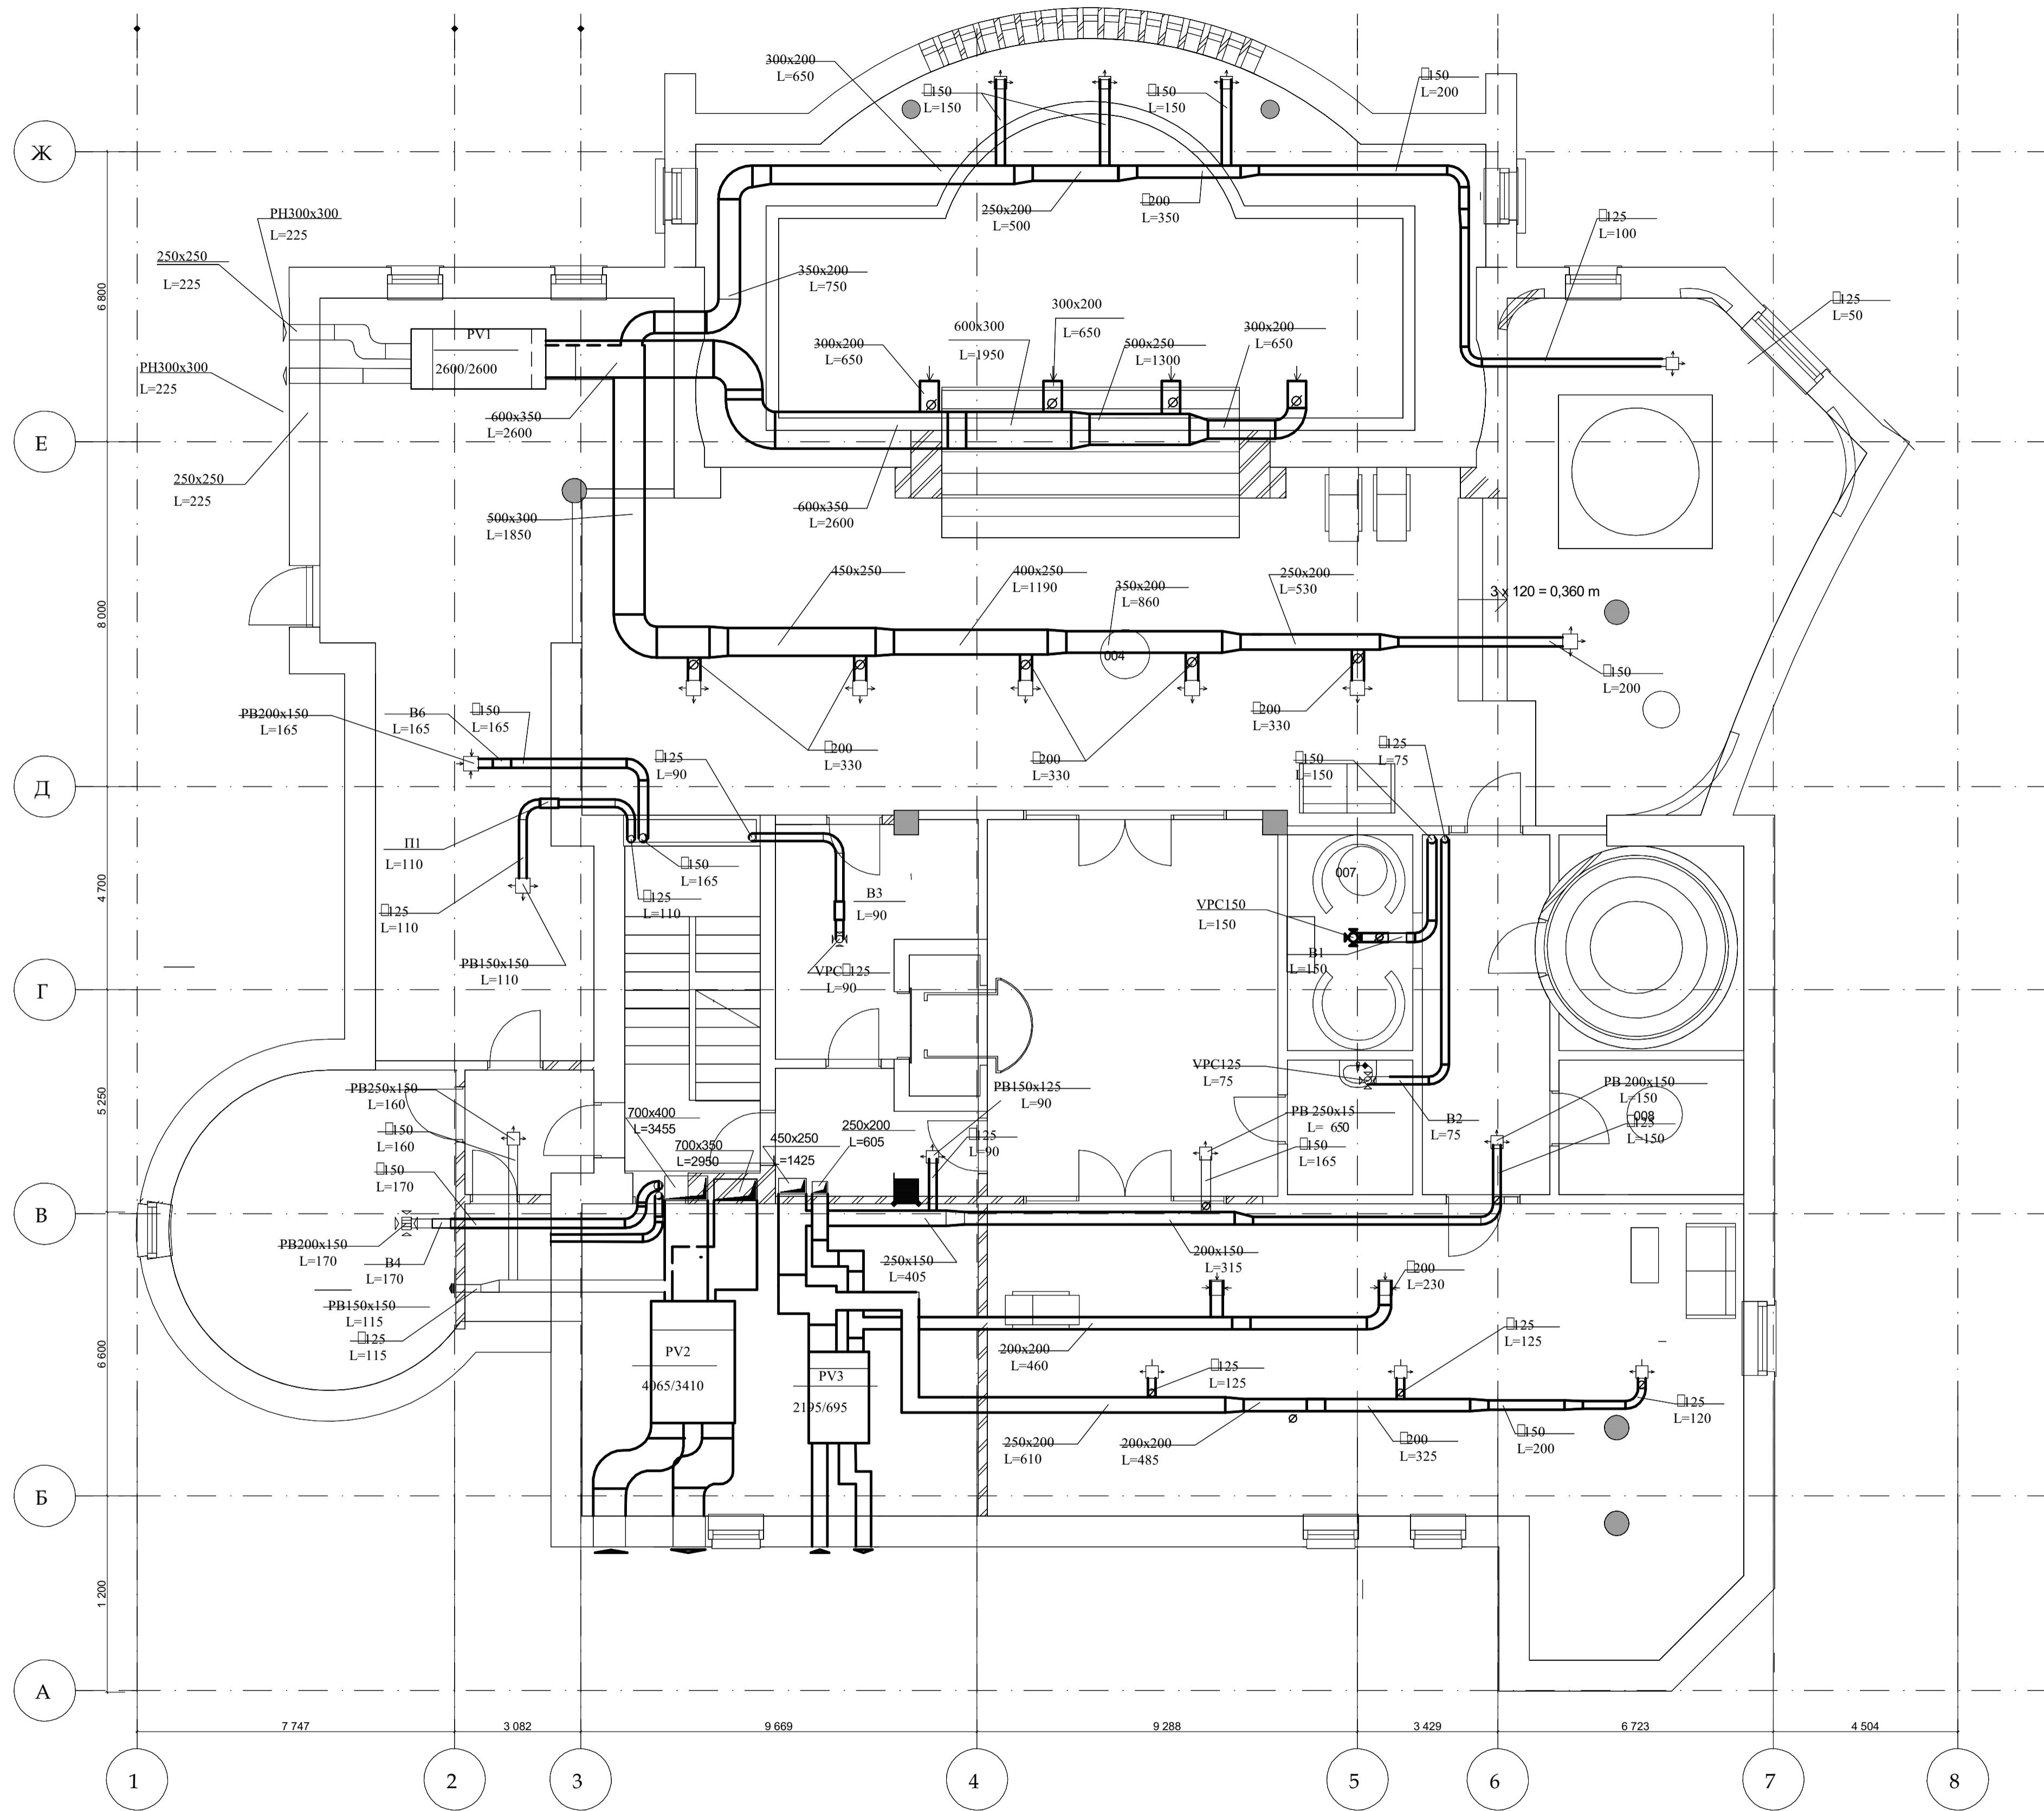 300x200
L=650
□150
L=150
□150
L=150
□150
L=200
Ж
250x200
L=500
□200
L=350
РН300x300
L=225
□125
L=100
250x250
L=225
350x200
L=750
□125
L=50
6 800
300x200
L=650
600x300
L=1950
300x200
L=650
500x250
L=1300
300x200
L=650
PV1
2600/2600
РН300x300
L=225
600x350
L=2600
Е
250x250
L=225
600x350
L=2600
500x300
L=1850
450x250
400x250
L=1190
350x200
L=860
250x200
L=530
3 x 120 = 0,360 m
8 000
004
□150
L=200
РВ200x150
L=165
В6
L=165
□150
L=165
□200
L=330
□200
L=330
□200
L=330
□125
L=90
□150
L=150
□125
L=75
Д
П1
L=110
□150
L=165
□125
L=110
□125
L=110
В3
L=90
007
4 700
VPC150
L=150
В1
L=150
РВ150x150
L=110
VPC□125
L=90
Г
VPC125
L=75
РВ250x150
L=160
РВ150x125
L=90
РВ 200x150
L=150
008
□125
L=150
5 250
□150
L=160
700x400
L=3455
700x350
L=2950
450x250
L=1425
250x200
L=605
□125
L=90
РВ 250x15
L= 650
□150
L=165
В2
L=75
□150
L=170
В
РВ200x150
L=170
В4
L=170
250x150
L=405
200x150
L=315
□200
L=230
РВ150x150
L=115
□125
L=115
6 600
PV2
4065/3410
PV3
2195/695
200x200
L=460
□125
L=125
□125
L=125
□125
L=120
250x200
L=610
200x200
L=485
□200
L=325
□150
L=200
Б
1 200
А
7 747
3 082
9 669
9 288
3 429
6 723
4 504
1
2
3
4
5
6
7
8